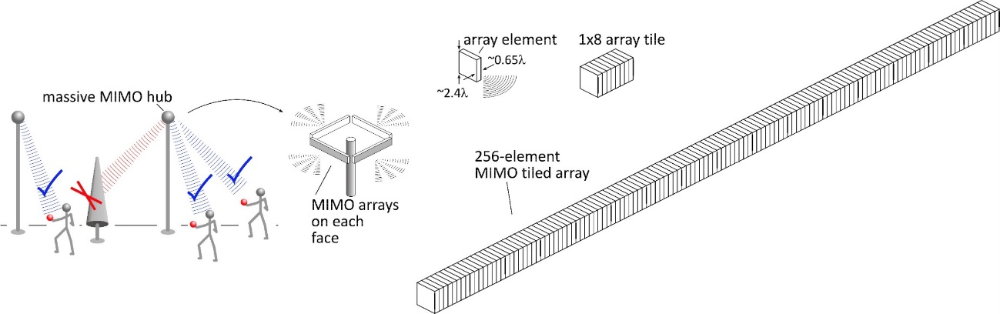 massive MIMO hub
MIMO arrays
on each
face
array element
~0.65λ
~2.4λ
1x8 array tile
256-element
MIMO tiled array